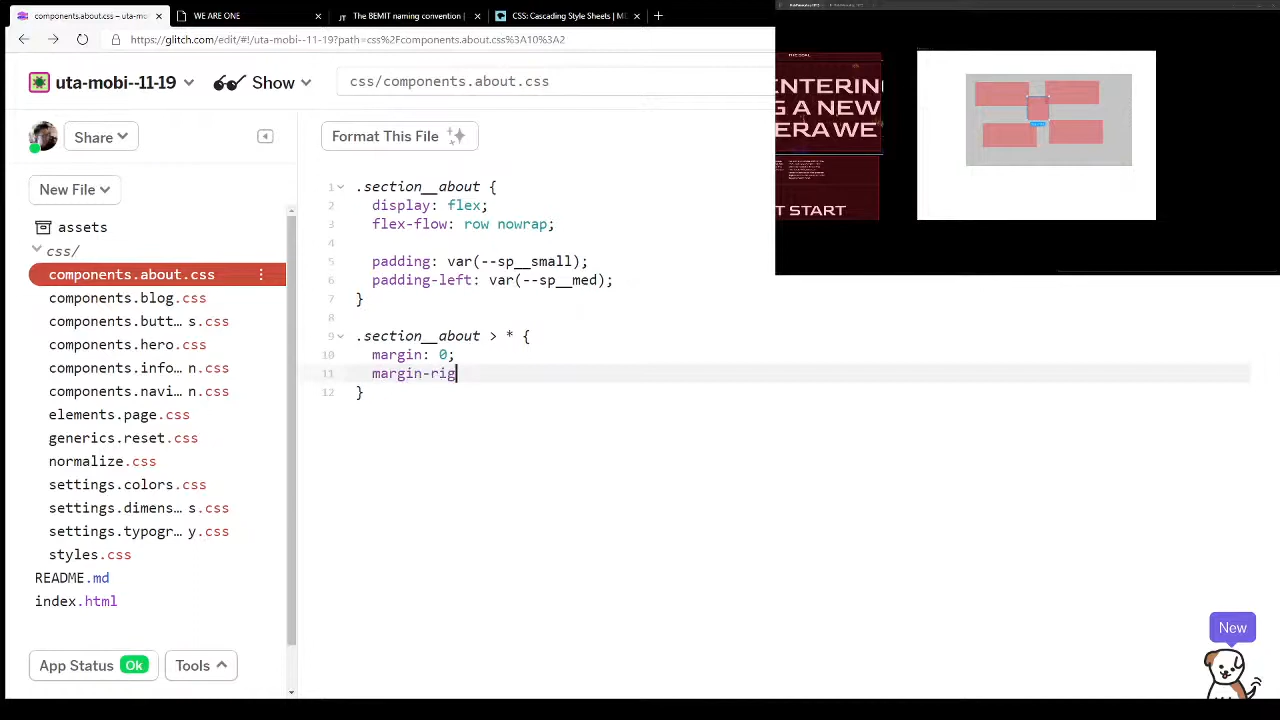 components.about.css – uta-mo
WE ARE ONE
The BEMIT naming convention |
CSS: Cascading Style Sheets | M
https://glitch.com/edit/#!/uta-mobi--11-19?path=css%2Fcomponents.about.css%3A10%3A2
uta-mobi--11-19
Show
css/components.about.css
Share
Format This File
New File
assets
css/
components.about.css
components.blog.css
components.butt… s.css
components.hero.css
components.info… n.css
components.navi… n.css
elements.page.css
generics.reset.css
normalize.css
settings.colors.css
settings.dimens… s.css
settings.typogr… y.css
styles.css
README.md
index.html
App Status Ok
Tools
1 .section__about {
2 display: flex;
3 flex-flow: row nowrap;
4
5 padding: var(--sp__small);
6 padding-left: var(--sp__med);
7 }
8
9 .section__about > * {
10 margin: 0;
11 margin-rig
12 }
ENTERIN
G A NEW
ERA WE
T START
New